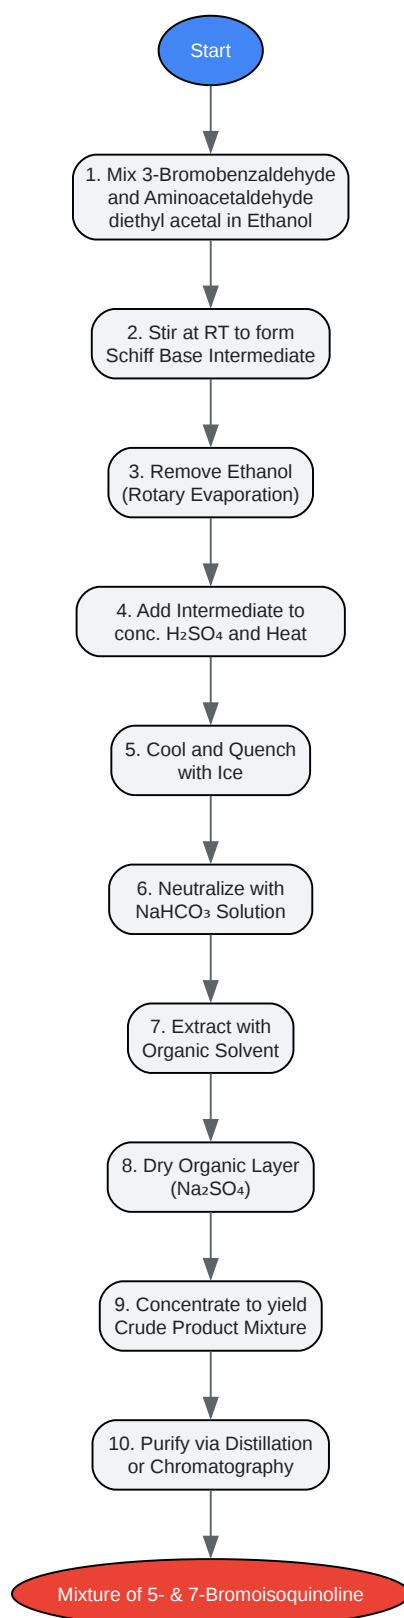 Start
1. Mix 3-Bromobenzaldehyde
and Aminoacetaldehyde
diethyl acetal in Ethanol
2. Stir at RT to form
Schiff Base Intermediate
3. Remove Ethanol
(Rotary Evaporation)
4. Add Intermediate to
conc. H₂SO₄ and Heat
5. Cool and Quench
with Ice
6. Neutralize with
NaHCO₃ Solution
7. Extract with
Organic Solvent
8. Dry Organic Layer
(Na₂SO₄)
9. Concentrate to yield
Crude Product Mixture
10. Purify via Distillation
or Chromatography
Mixture of 5- & 7-Bromoisoquinoline